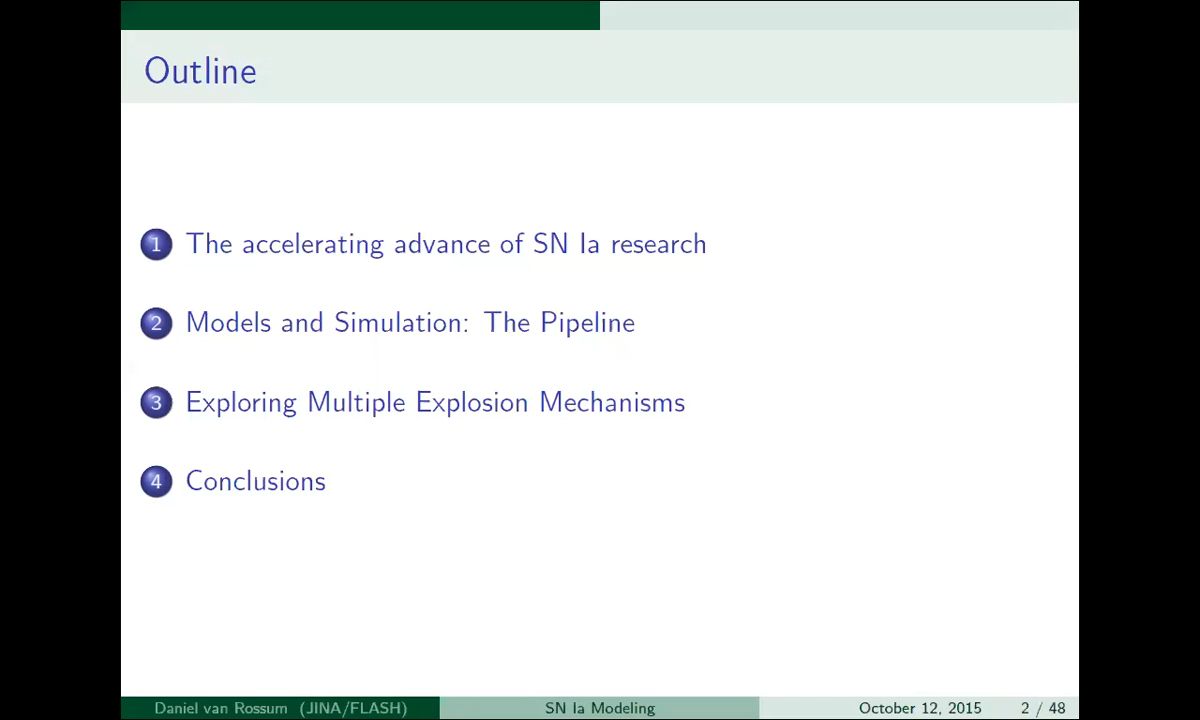 Outline
1 The accelerating advance of SN Ia research
2 Models and Simulation: The Pipeline
3 Exploring Multiple Explosion Mechanisms
4 Conclusions
Daniel van Rossum (JINA/FLASH) SN Ia Modeling October 12, 2015 2 / 48